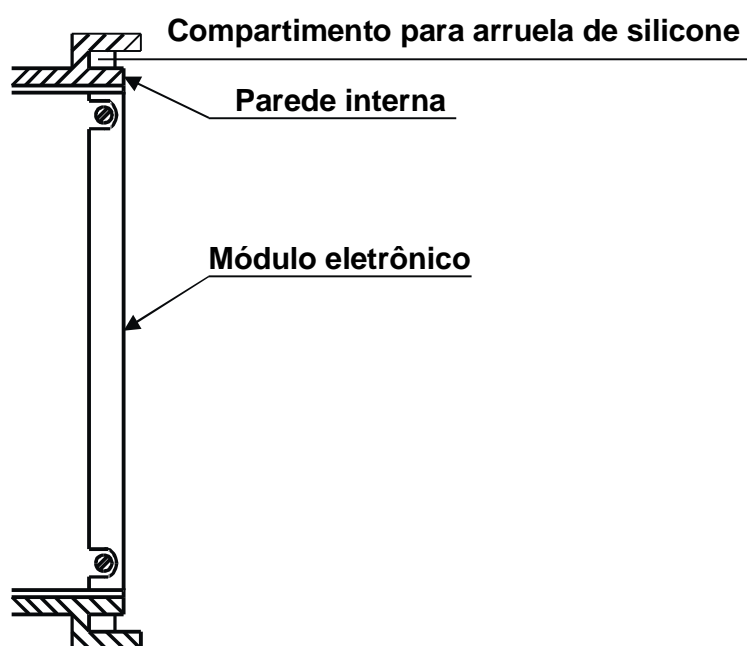 Compartimento para arruela de silicone
Parede interna
Módulo eletrônico